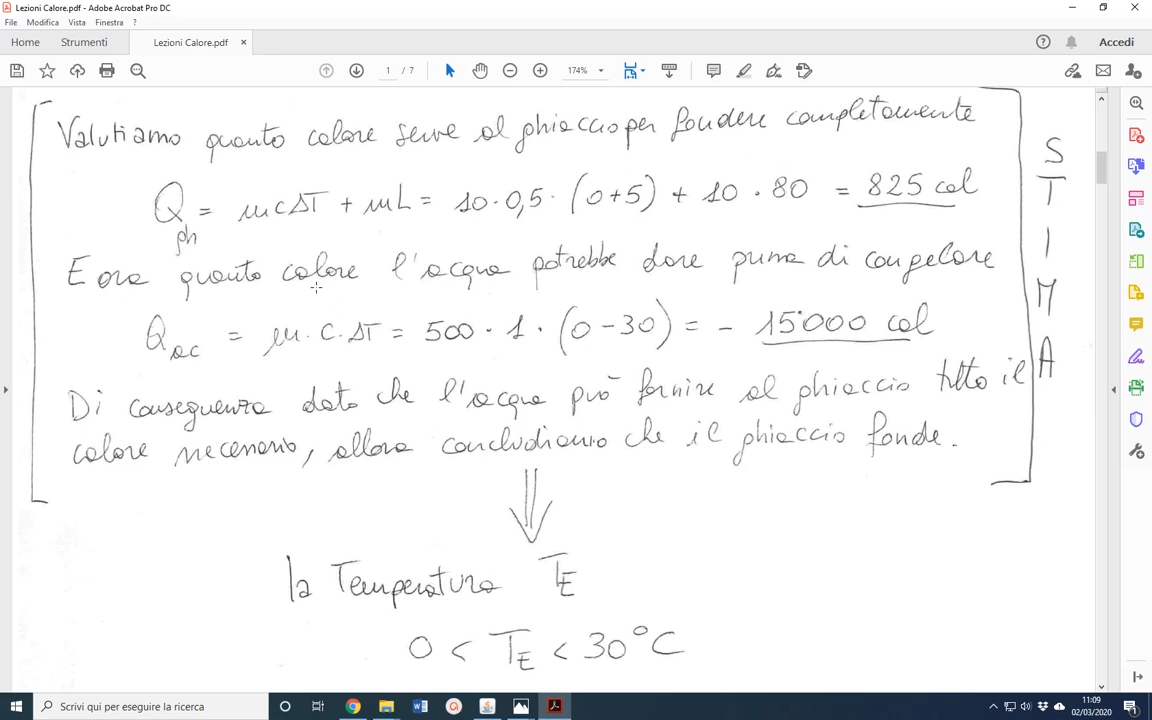 Lezioni Calore.pdf - Adobe Acrobat Pro DC
File Modifica Vista Finestra ?
Home Strumenti Lezioni Calore.pdf × Accedi
1 / 7 174%
Valutiamo quanto calore serve al ghiaccio per fondere completamente
Qgh = mcΔT + mL = 10·0,5·(0+5) + 10·80 = 825 cal
E ora quanto calore l'acqua potrebbe dare prima di congelare
Qac = m·c·ΔT = 500·1·(0-30) = -15'000 cal
Di conseguenza dato che l'acqua può fornire al ghiaccio tutto il
calore necessario, allora concludiamo che il ghiaccio fonde.
STIMA
la Temperatura TE
0 < TE < 30°C
Scrivi qui per eseguire la ricerca
11:09
02/03/2020